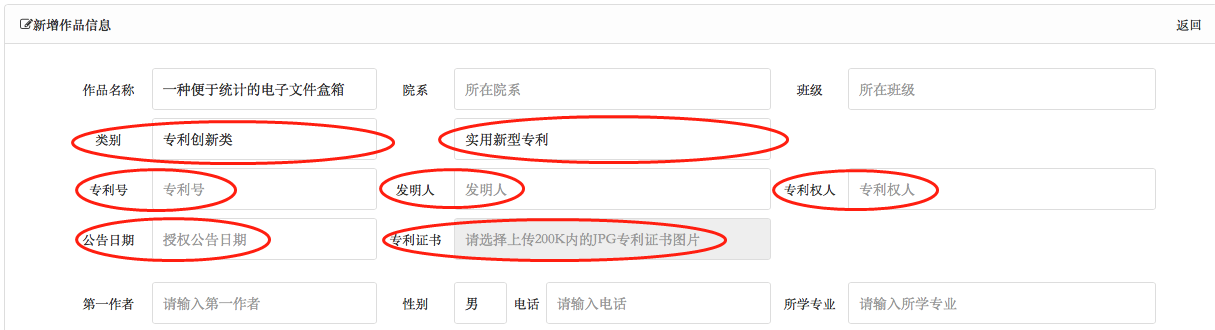 新增作品信息 返回
作品名称 一种便于统计的电子文件盒箱 院系 所在院系 班级 所在班级
类别 专利创新类 实用新型专利
专利号 专利号 发明人 发明人 专利权人 专利权人
公告日期 授权公告日期 专利证书 请选择上传200K内的JPG专利证书图片
第一作者 请输入第一作者 性别 男 电话 请输入电话 所学专业 请输入所学专业